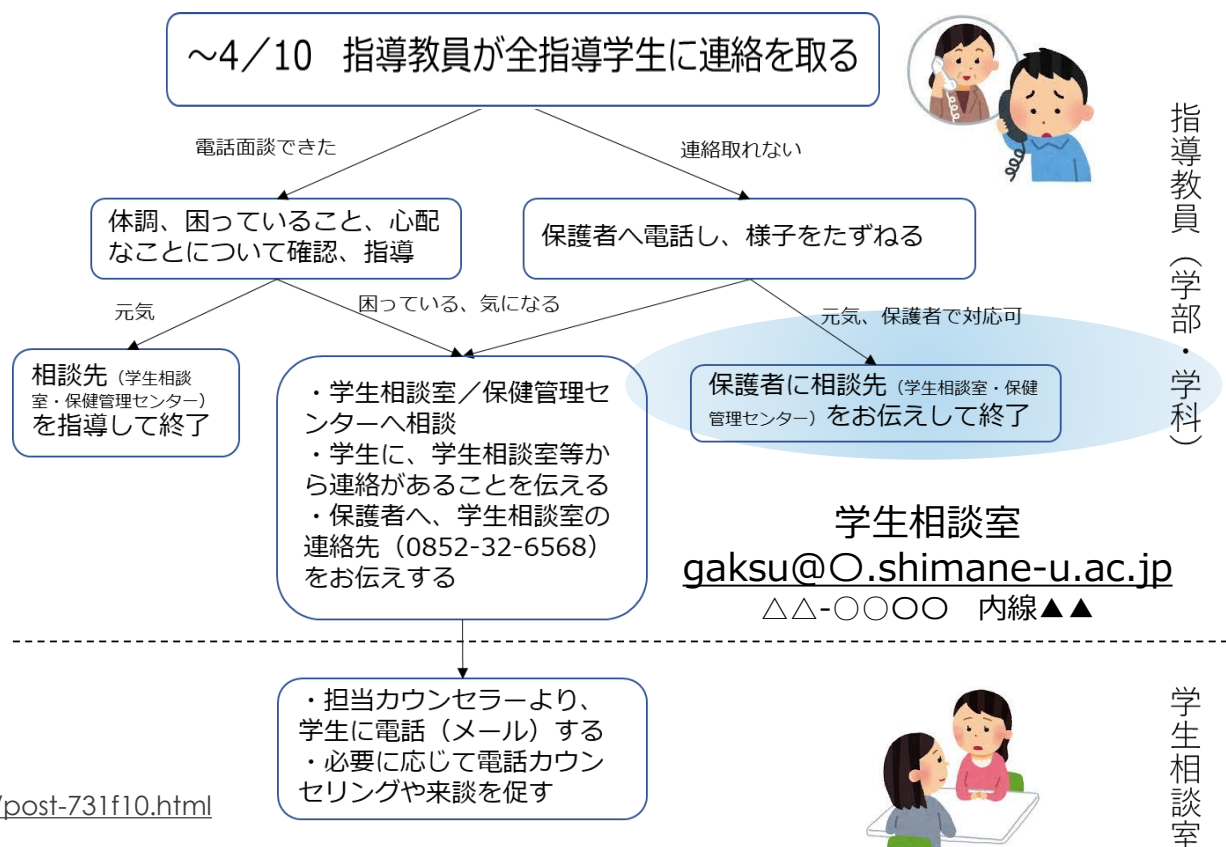 ～4／10　指導教員が全指導学生に連絡を取る
電話面談できた
連絡取れない
体調、困っていること、心配
なことについて確認、指導
保護者へ電話し、様子をたずねる
元気
困っている、気になる
元気、保護者で対応可
相談先（学生相談
室・保健管理センター）
を指導して終了
・学生相談室／保健管理セ
ンターへ相談
・学生に、学生相談室等か
ら連絡があることを伝える
・保護者へ、学生相談室の
連絡先（0852-32-6568）
をお伝えする
保護者に相談先（学生相談室・保健
管理センター）をお伝えして終了
指導教員（学部・学科）
学生相談室
gaksu@〇.shimane-u.ac.jp
△△-○○〇〇　内線▲▲
・担当カウンセラーより、
学生に電話（メール）する
・必要に応じて電話カウン
セリングや来談を促す
学生相談室
/post-731f10.html